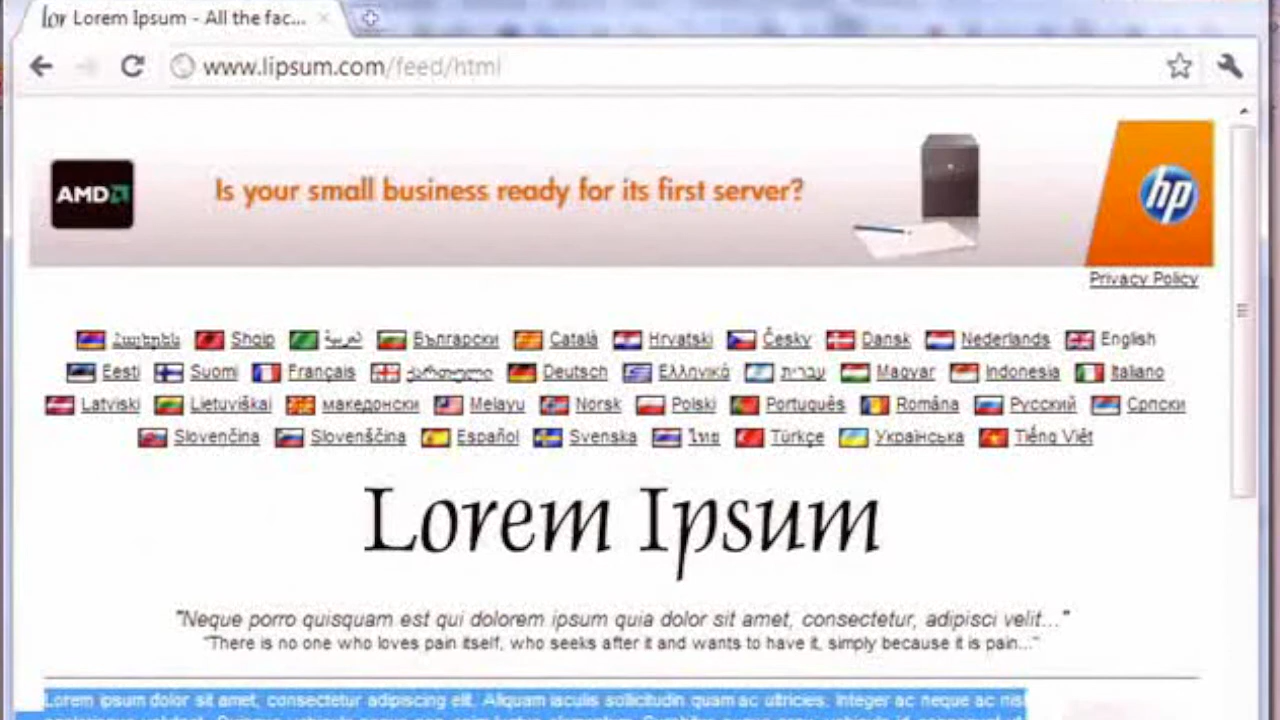 lor Lorem Ipsum - All the fac...
www.lipsum.com/feed/html
AMD
Is your small business ready for its first server?
hp
Privacy Policy
Հայերեն Shqip العربية Български Català Hrvatski Česky Dansk Nederlands English
Eesti Suomi Français ქართული Deutsch Ελληνικά עברית Magyar Indonesia Italiano
Latviski Lietuviškai македонски Melayu Norsk Polski Português Româna Русский Српски
Slovenčina Slovenščina Español Svenska ไทย Türkçe Українська Tiếng Việt
Lorem Ipsum
"Neque porro quisquam est qui dolorem ipsum quia dolor sit amet, consectetur, adipisci velit..."
"There is no one who loves pain itself, who seeks after it and wants to have it, simply because it is pain..."
Lorem ipsum dolor sit amet, consectetur adipiscing elit. Aliquam iaculis sollicitudin quam ac ultricies. Integer ac neque ac nisl